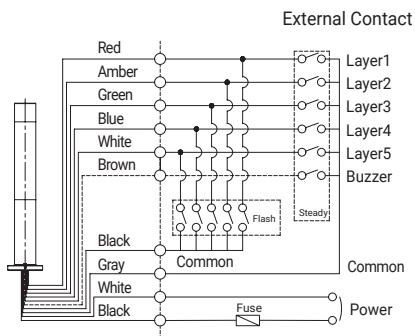 External Contact
Red
Layer1
Amber
Layer2
Green
Layer3
Blue
Layer4
White
Layer5
Brown
Buzzer
Flash
Steady
Black
Common
Gray
Common
White
Power
Black
Fuse